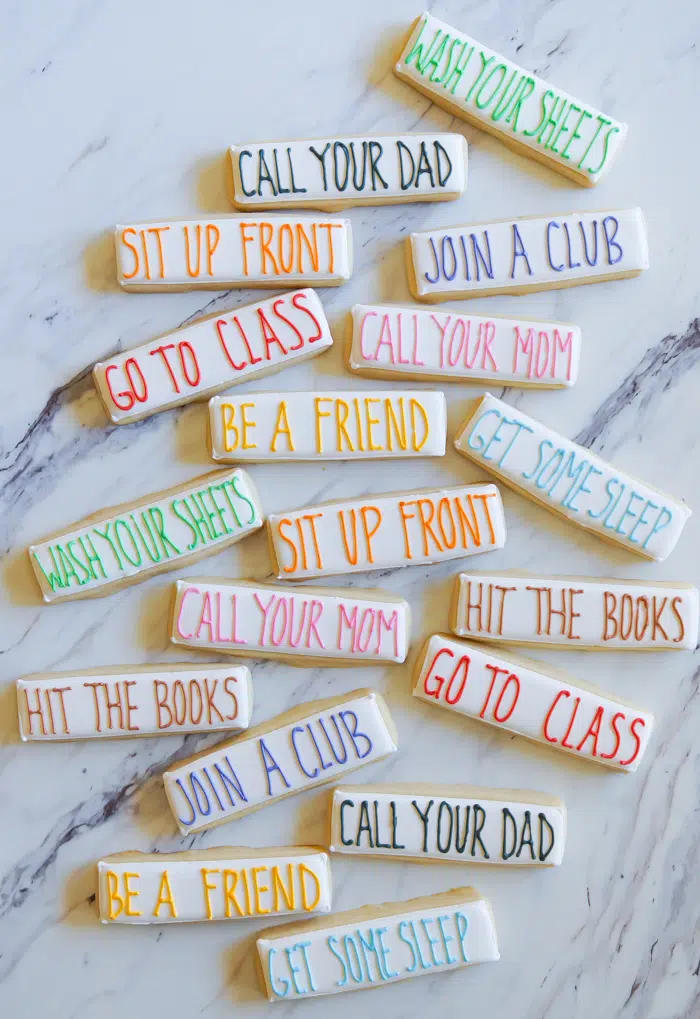 WASH YOUR SHEETS
CALL YOUR DAD
SIT UP FRONT
JOIN A CLUB
GO TO CLASS
CALL YOUR MOM
BE A FRIEND
GET SOME SLEEP
WASH YOUR SHEETS
SIT UP FRONT
CALL YOUR MOM
HIT THE BOOKS
HIT THE BOOKS
GO TO CLASS
JOIN A CLUB
CALL YOUR DAD
BE A FRIEND
GET SOME SLEEP